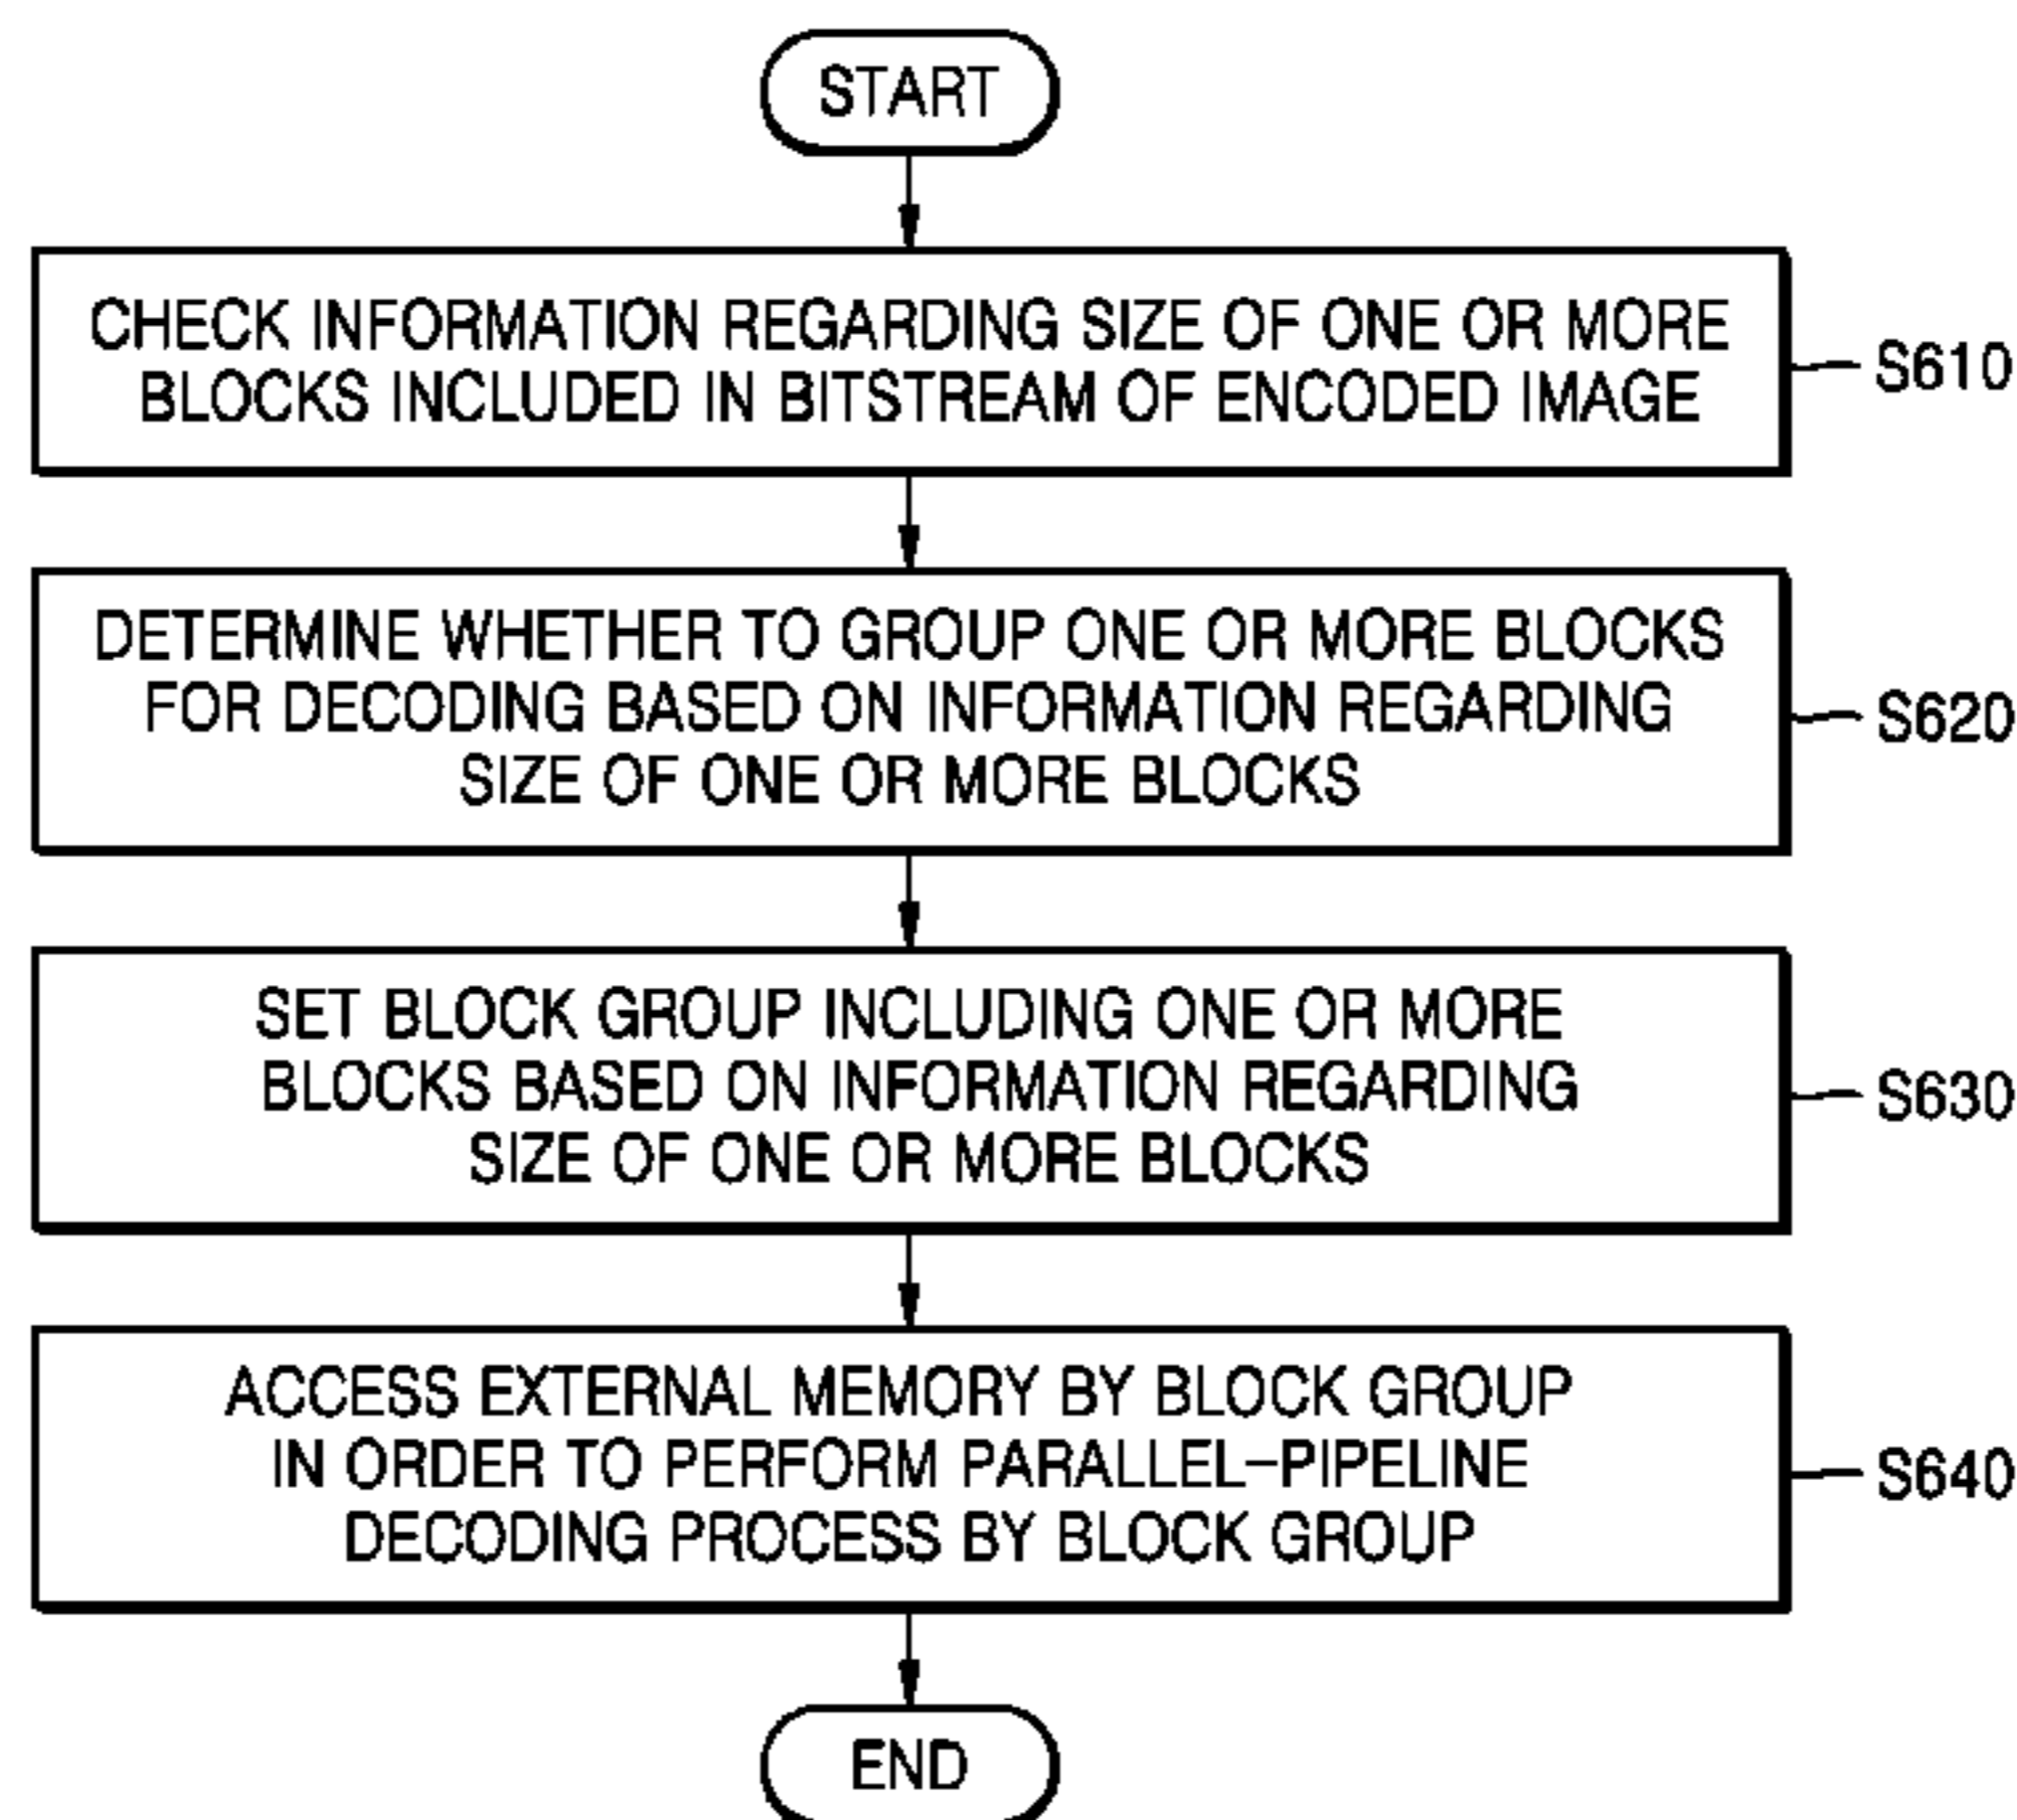 START
CHECK INFORMATION REGARDING SIZE OF ONE OR MORE
BLOCKS INCLUDED IN BITSTREAM OF ENCODED IMAGE
S610
DETERMINE WHETHER TO GROUP ONE OR MORE BLOCKS
FOR DECODING BASED ON INFORMATION REGARDING
SIZE OF ONE OR MORE BLOCKS
S620
SET BLOCK GROUP INCLUDING ONE OR MORE
BLOCKS BASED ON INFORMATION REGARDING
SIZE OF ONE OR MORE BLOCKS
S630
ACCESS EXTERNAL MEMORY BY BLOCK GROUP
IN ORDER TO PERFORM PARALLEL-PIPELINE
DECODING PROCESS BY BLOCK GROUP
S640
END